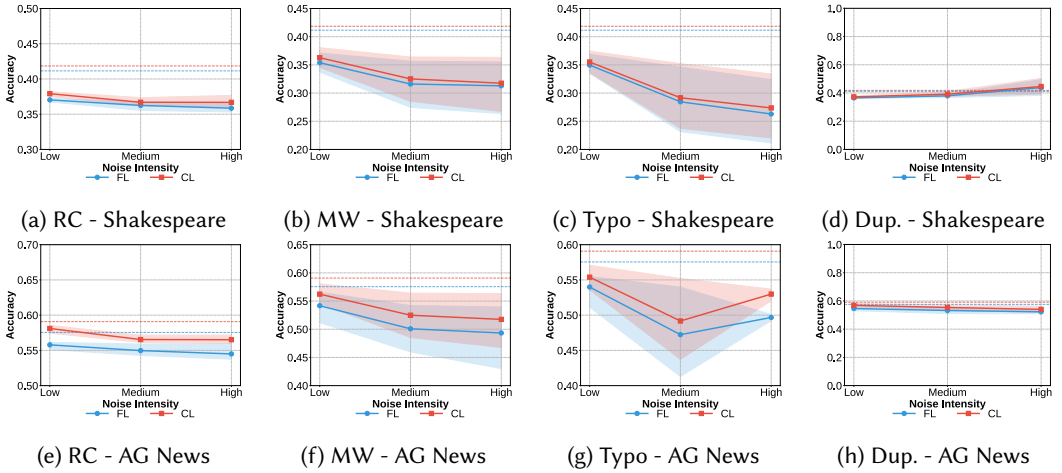 0.50
0.45
0.40
0.35
0.30
Accuracy
Low
Medium
High
Noise Intensity
FL
CL
(a) RC - Shakespeare
0.45
0.40
0.35
0.30
0.25
0.20
Accuracy
Low
Medium
High
Noise Intensity
FL
CL
(b) MW - Shakespeare
0.45
0.40
0.35
0.30
0.25
0.20
Accuracy
Low
Medium
High
Noise Intensity
FL
CL
(c) Typo - Shakespeare
1.0
0.8
0.6
0.4
0.2
0.0
Accuracy
Low
Medium
High
Noise Intensity
FL
CL
(d) Dup. - Shakespeare
0.70
0.65
0.60
0.55
0.50
Accuracy
Low
Medium
High
Noise Intensity
FL
CL
(e) RC - AG News
0.65
0.60
0.55
0.50
0.45
0.40
Accuracy
Low
Medium
High
Noise Intensity
FL
CL
(f) MW - AG News
0.60
0.55
0.50
0.45
0.40
Accuracy
Low
Medium
High
Noise Intensity
FL
CL
(g) Typo - AG News
1.0
0.8
0.6
0.4
0.2
0.0
Accuracy
Low
Medium
High
Noise Intensity
FL
CL
(h) Dup. - AG News